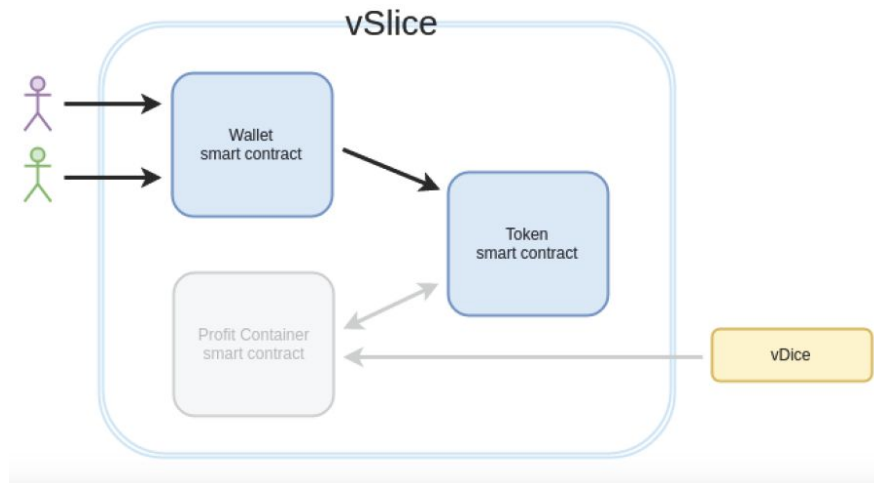 vSlice
Wallet
smart contract
Token
smart contract
Profit Container
smart contract
vDice